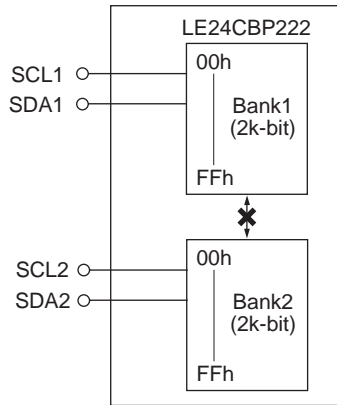 LE24CBP222
SCL1
SDA1
00h
Bank1
(2k-bit)
FFh
SCL2
SDA2
00h
Bank2
(2k-bit)
FFh